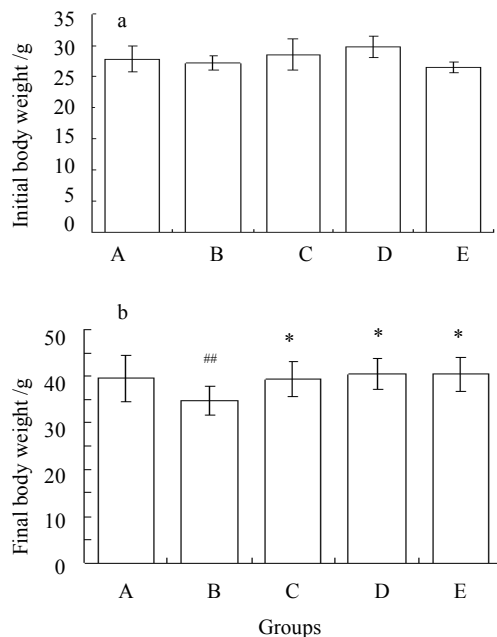 a
Initial body weight /g
35
30
25
20
15
10
5
0
A B C D E
b
Final body weight /g
50
40
30
20
10
0
## * * *
A B C D E
Groups